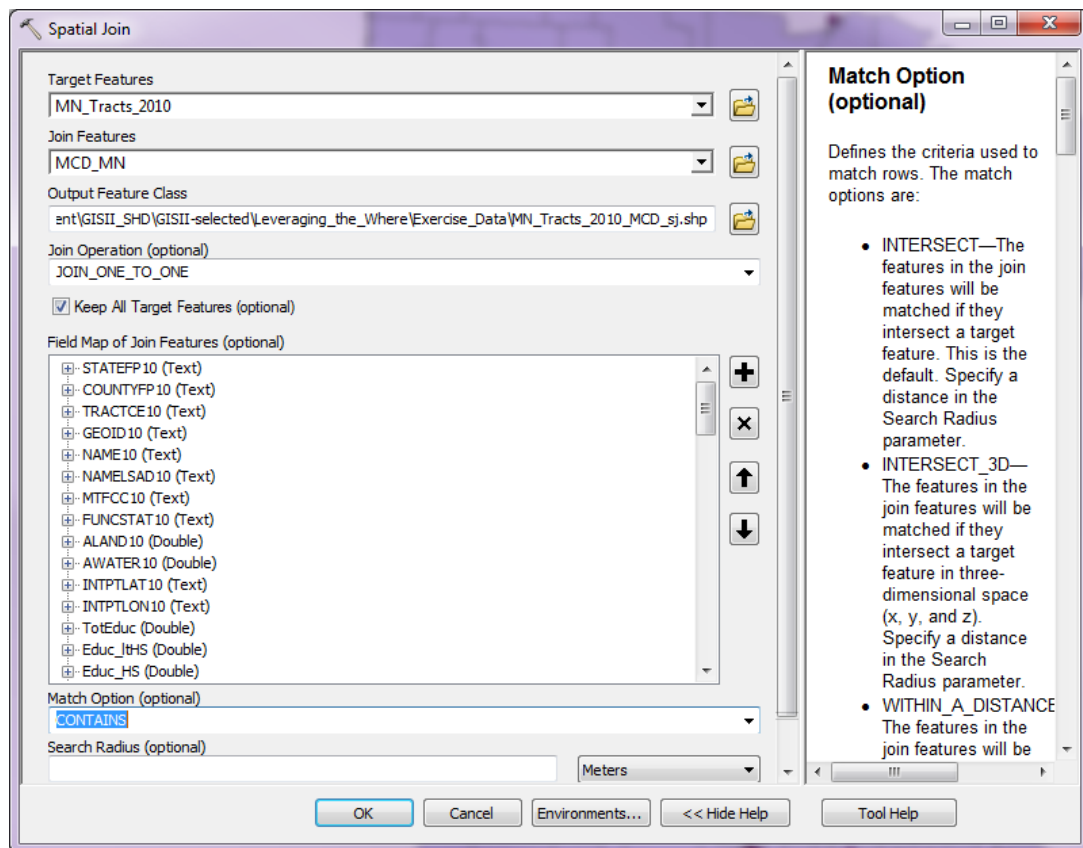 Spatial Join
Target Features
MN_Tracts_2010
Join Features
MCD_MN
Output Feature Class
ent\GISII_SHD\GISII-selected\Leveraging_the_Where\Exercise_Data\MN_Tracts_2010_MCD_sj.shp
Join Operation (optional)
JOIN_ONE_TO_ONE
Keep All Target Features (optional)
Field Map of Join Features (optional)
STATEFP10 (Text)
COUNTYFP10 (Text)
TRACTCE10 (Text)
GEOID10 (Text)
NAME10 (Text)
NAMELSAD10 (Text)
MTFCC10 (Text)
FUNCSTAT10 (Text)
ALAND10 (Double)
AWATER10 (Double)
INTPTLAT10 (Text)
INTPTLON10 (Text)
TotEduc (Double)
Educ_ltHS (Double)
Educ_HS (Double)
Match Option (optional)
CONTAINS
Search Radius (optional)
Meters
OK
Cancel
Environments...
<< Hide Help
Tool Help
Match Option
(optional)
Defines the criteria used to
match rows. The match
options are:
• INTERSECT—The
features in the join
features will be
matched if they
intersect a target
feature. This is the
default. Specify a
distance in the
Search Radius
parameter.
• INTERSECT_3D—
The features in the
join features will be
matched if they
intersect a target
feature in three-
dimensional space
(x, y, and z).
Specify a distance
in the Search
Radius parameter.
• WITHIN_A_DISTANCE
The features in the
join features will be